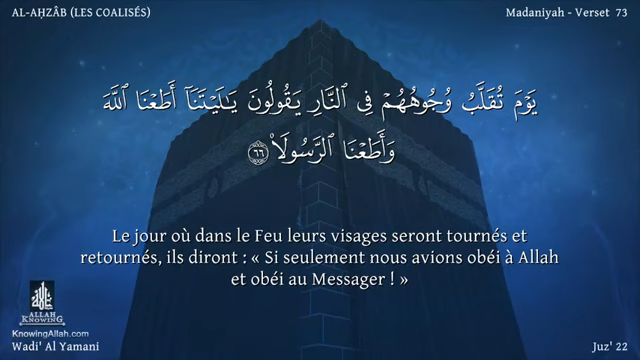 AL-AḤZÂB (LES COALISÉS)
Madaniyah - Verset 73
يَوْمَ تُقَلَّبُ وُجُوهُهُمْ فِى ٱلنَّارِ يَقُولُونَ يَـٰلَيْتَنَآ أَطَعْنَا ٱللَّهَ
وَأَطَعْنَا ٱلرَّسُولَا۠ ٦٦
Le jour où dans le Feu leurs visages seront tournés et
retournés, ils diront : « Si seulement nous avions obéi à Allah
et obéi au Messager ! »
ALLAH
KNOWING
KnowingAllah.com
Wadi' Al Yamani
Juz' 22